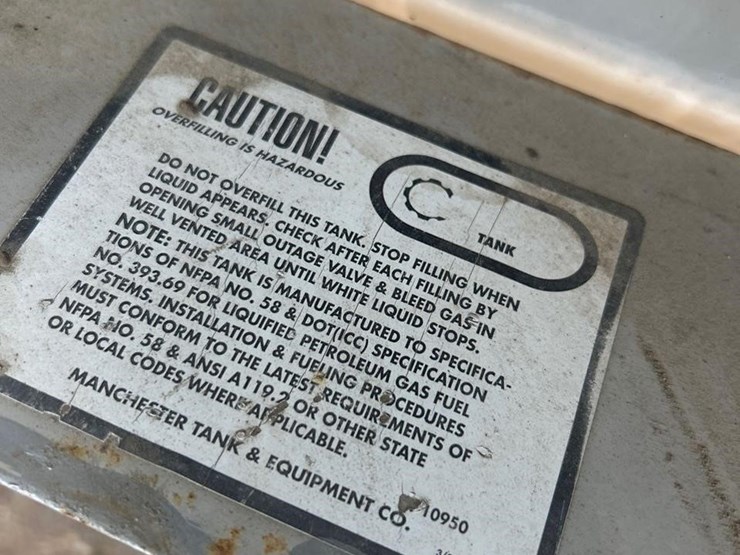 CAUTION!
OVERFILLING IS HAZARDOUS
C TANK
DO NOT OVERFILL THIS TANK. STOP FILLING WHEN
LIQUID APPEARS. CHECK AFTER EACH FILLING BY
OPENING SMALL OUTAGE VALVE & BLEED GAS IN
WELL VENTED AREA UNTIL WHITE LIQUID STOPS.
NOTE: THIS TANK IS MANUFACTURED TO SPECIFICA-
TIONS OF NFPA NO. 58 & DOT(ICC) SPECIFICATION
NO. 393.69 FOR LIQUIFIED PETROLEUM GAS FUEL
SYSTEMS. INSTALLATION & FUELING PROCEDURES
MUST CONFORM TO THE LATEST REQUIREMENTS OF
NFPA NO. 58 & ANSI A119.2 OR OTHER STATE
OR LOCAL CODES WHERE APPLICABLE.
MANCHESTER TANK & EQUIPMENT CO. 10950